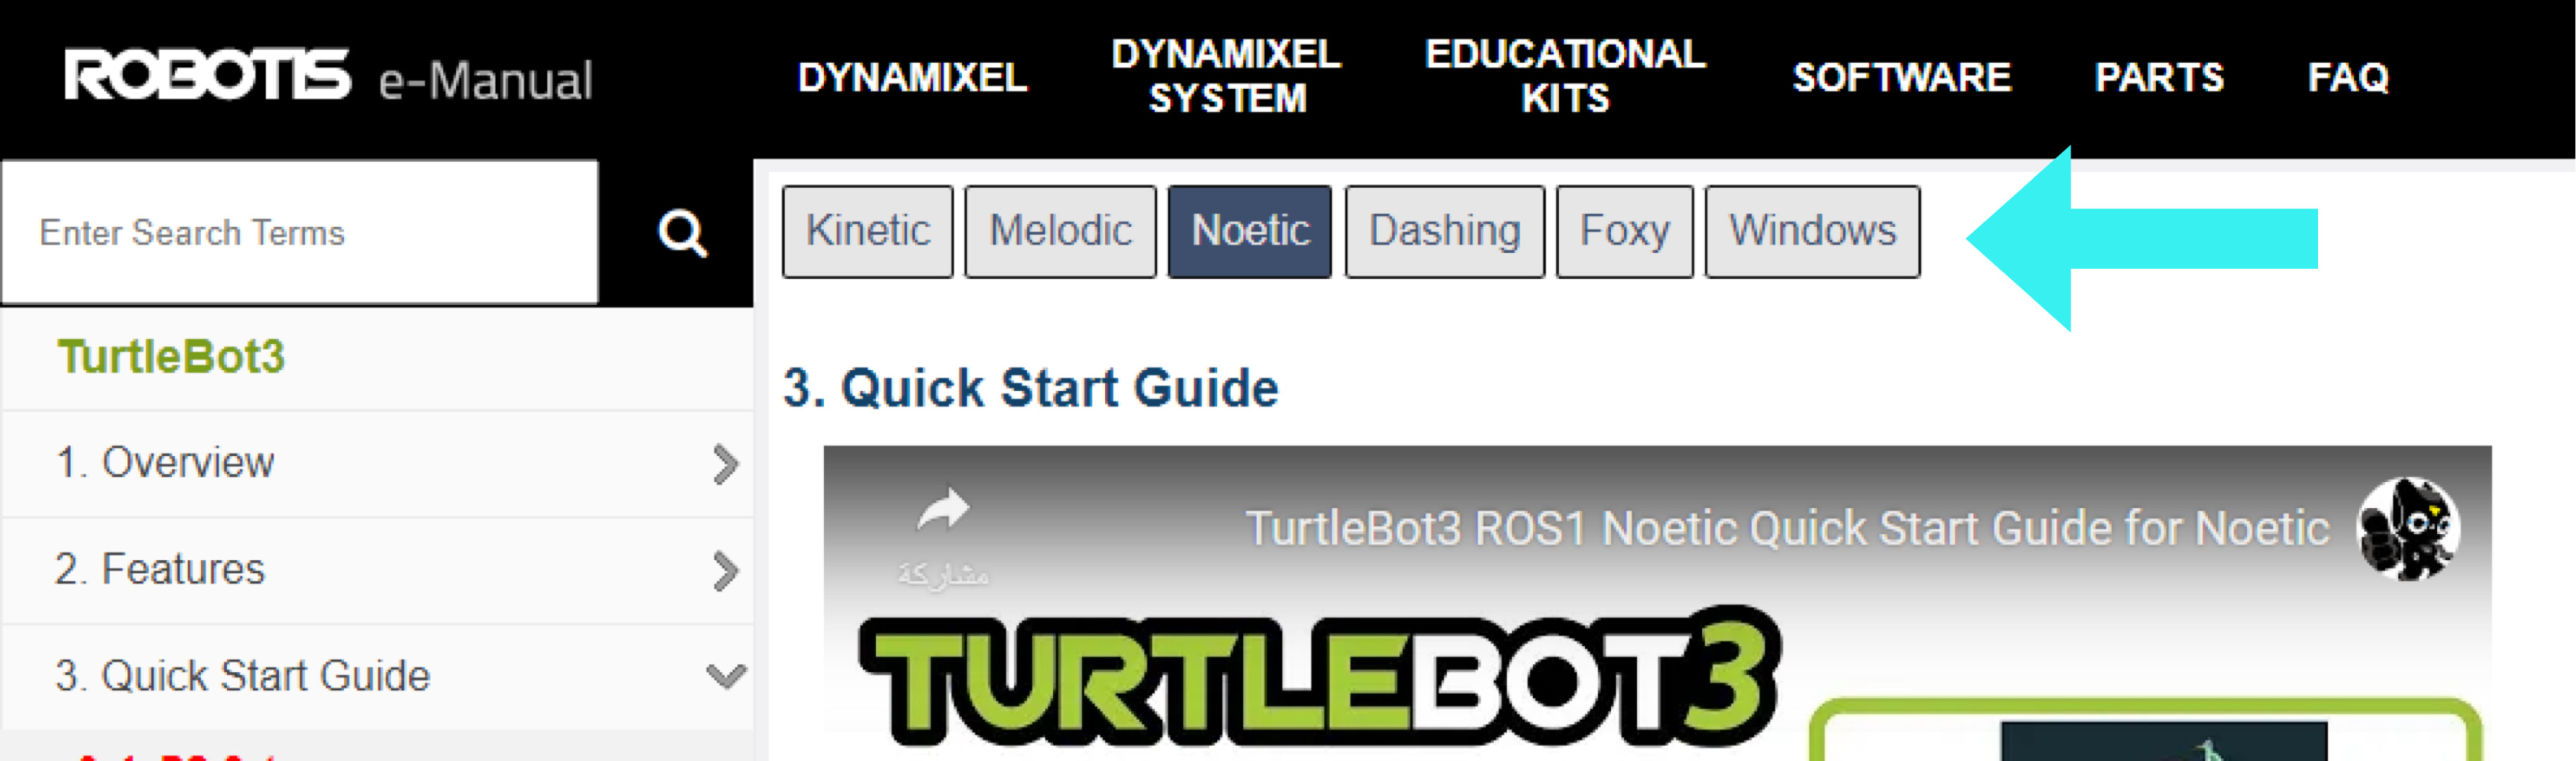 ROBOTIS e-Manual
DYNAMIXEL
DYNAMIXEL
SYSTEM
EDUCATIONAL
KITS
SOFTWARE
PARTS
FAQ
Enter Search Terms
Kinetic Melodic Noetic Dashing Foxy Windows
TurtleBot3
1. Overview
2. Features
3. Quick Start Guide
3. Quick Start Guide
TurtleBot3 ROS1 Noetic Quick Start Guide for Noetic
مشاركة
TURTLEBOT3